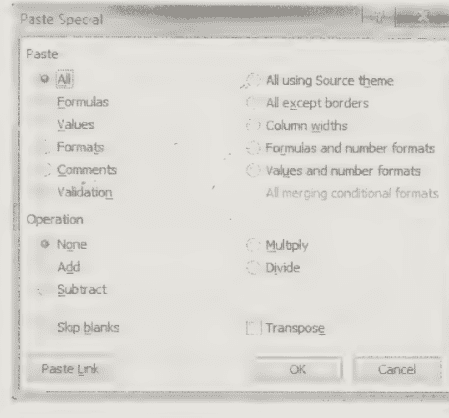 Paste Special
Paste
All
Formulas
Values
Formats
Comments
Validation
All using Source theme
All except borders
Column widths
Formulas and number formats
Values and number formats
All merging conditional formats
Operation
None
Add
Subtract
Multiply
Divide
Skip blanks
Transpose
Paste Link
OK
Cancel